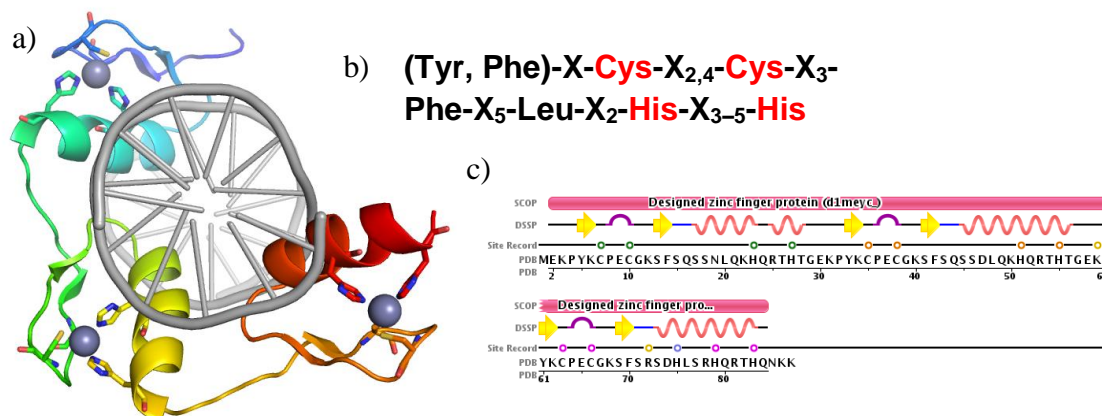 a)
b) (Tyr, Phe)-X-Cys-X2,4-Cys-X3-
Phe-X5-Leu-X2-His-X3–5-His
c)
SCOP Designed zinc finger protein (d1meyc_)
DSSP
Site Record
PDB MEKPYKCPECGKSFSQSSNLQKHQRTHTGEKPYKCPECGKSFSQSSDLQKHQRTHTGEK
PDB 2 10 20 30 40 50 6
SCOP Designed zinc finger pro...
DSSP
Site Record
PDB YKCPECGKSFSRSDHLSRHQRTHQNKK
PDB 61 70 80